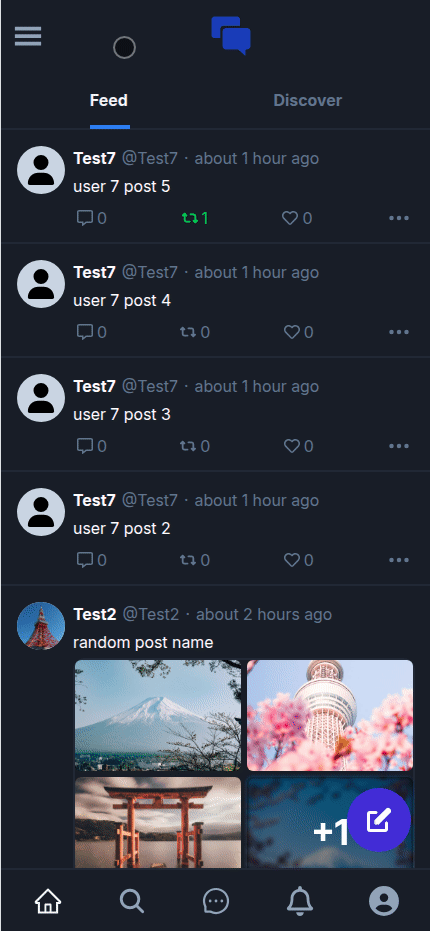 Feed Discover
Test7 @Test7 · about 1 hour ago
user 7 post 5
0 1 0
Test7 @Test7 · about 1 hour ago
user 7 post 4
0 0 0
Test7 @Test7 · about 1 hour ago
user 7 post 3
0 0 0
Test7 @Test7 · about 1 hour ago
user 7 post 2
0 0 0
Test2 @Test2 · about 2 hours ago
random post name
+1